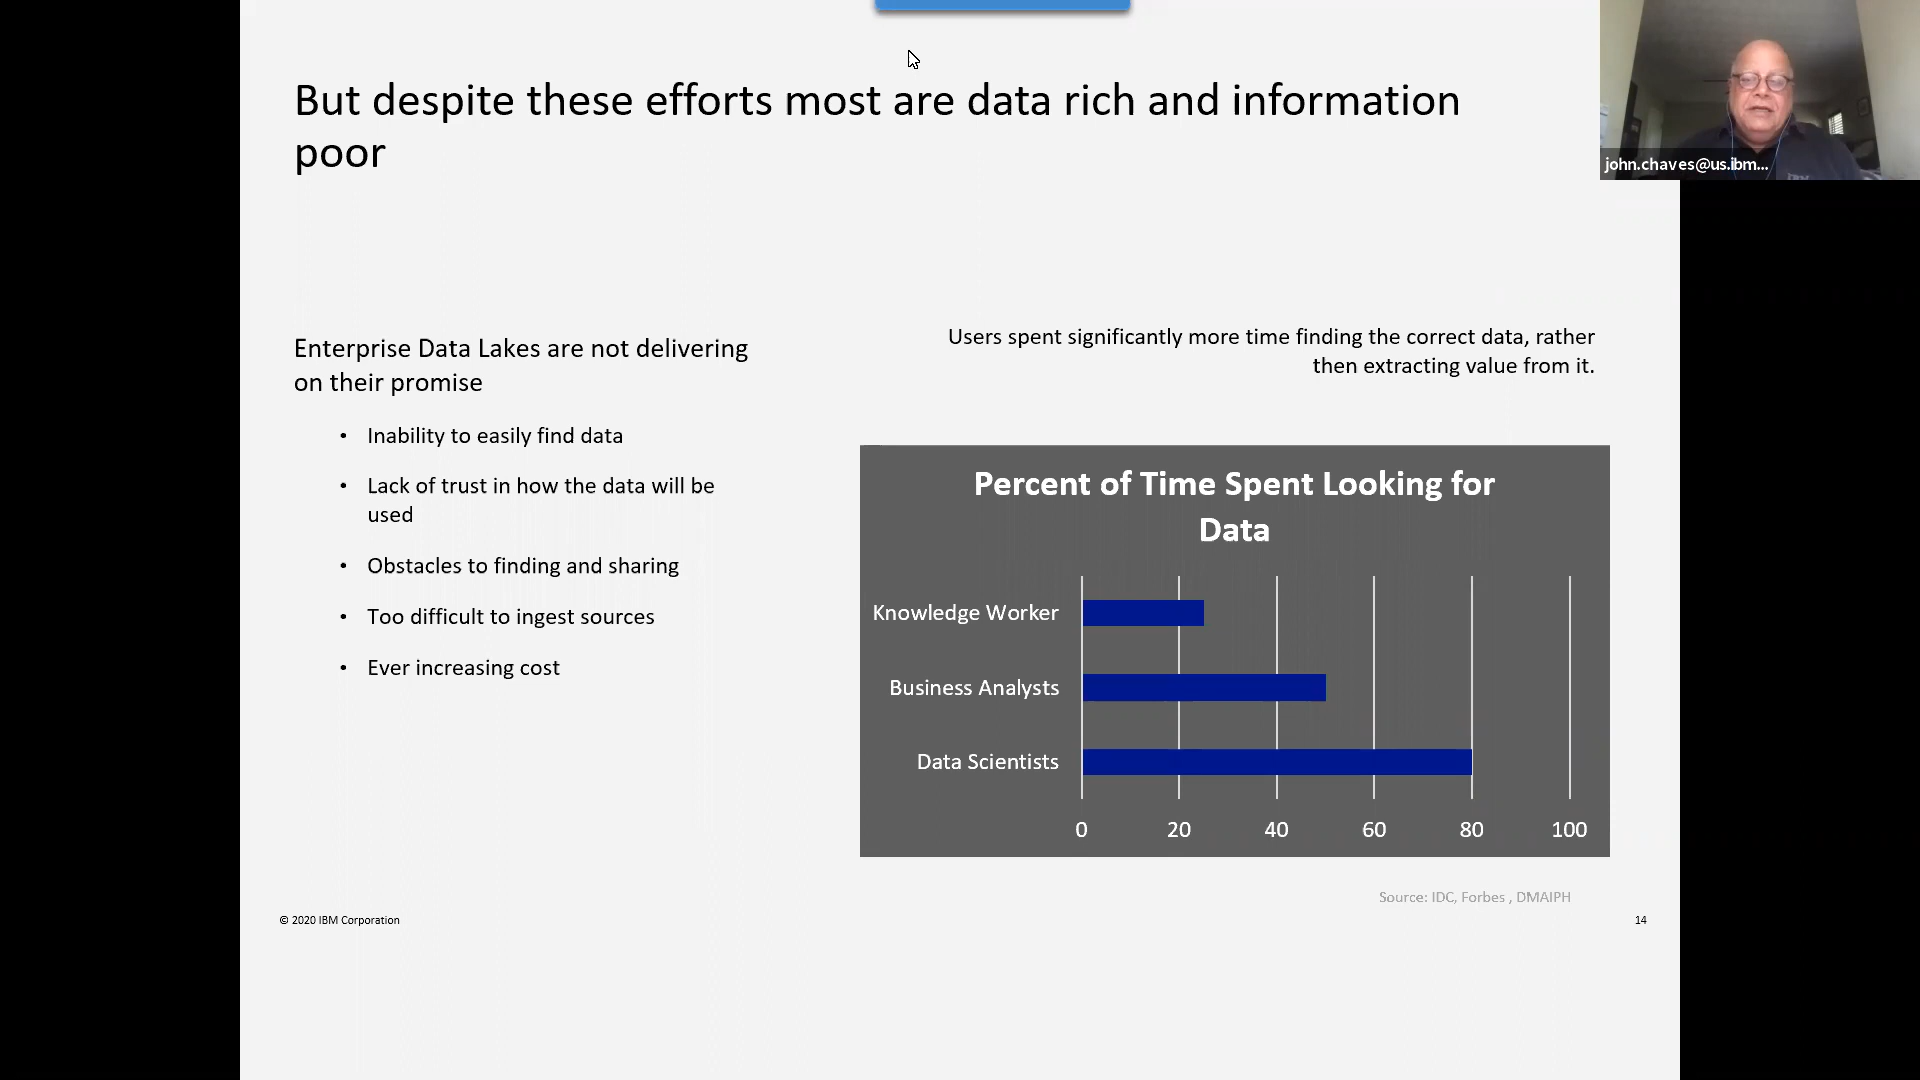 But despite these efforts most are data rich and information
poor
john.chaves@us.ibm...
Enterprise Data Lakes are not delivering
on their promise
• Inability to easily find data
• Lack of trust in how the data will be
used
• Obstacles to finding and sharing
• Too difficult to ingest sources
• Ever increasing cost
Users spent significantly more time finding the correct data, rather
then extracting value from it.
Percent of Time Spent Looking for
Data
Knowledge Worker
Business Analysts
Data Scientists
0 20 40 60 80 100
Source: IDC, Forbes , DMAIPH
© 2020 IBM Corporation
14